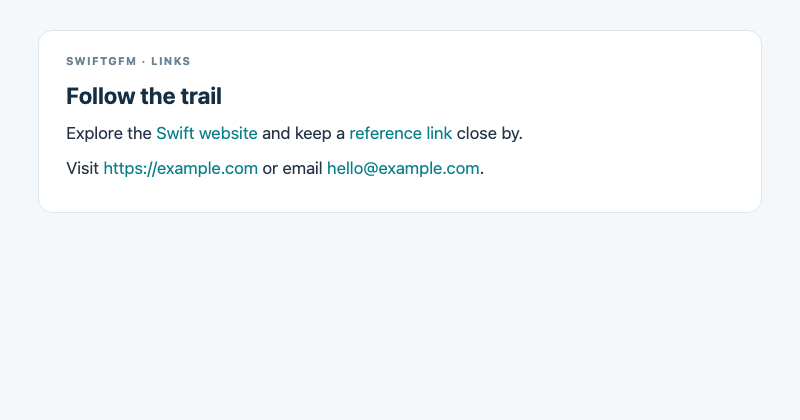 SWIFTGFM · LINKS
Follow the trail
Explore the Swift website and keep a reference link close by.
Visit https://example.com or email hello@example.com.